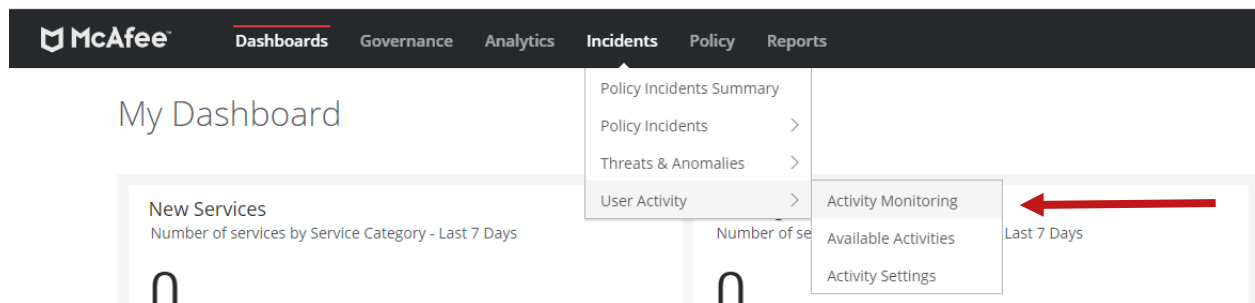 McAfee™ Dashboards Governance Analytics Incidents Policy Reports
Policy Incidents Summary
My Dashboard
Policy Incidents
Threats & Anomalies
User Activity
Activity Monitoring
Available Activities
Activity Settings
New Services
Number of services by Service Category - Last 7 Days
0
Number of se
Last 7 Days
0